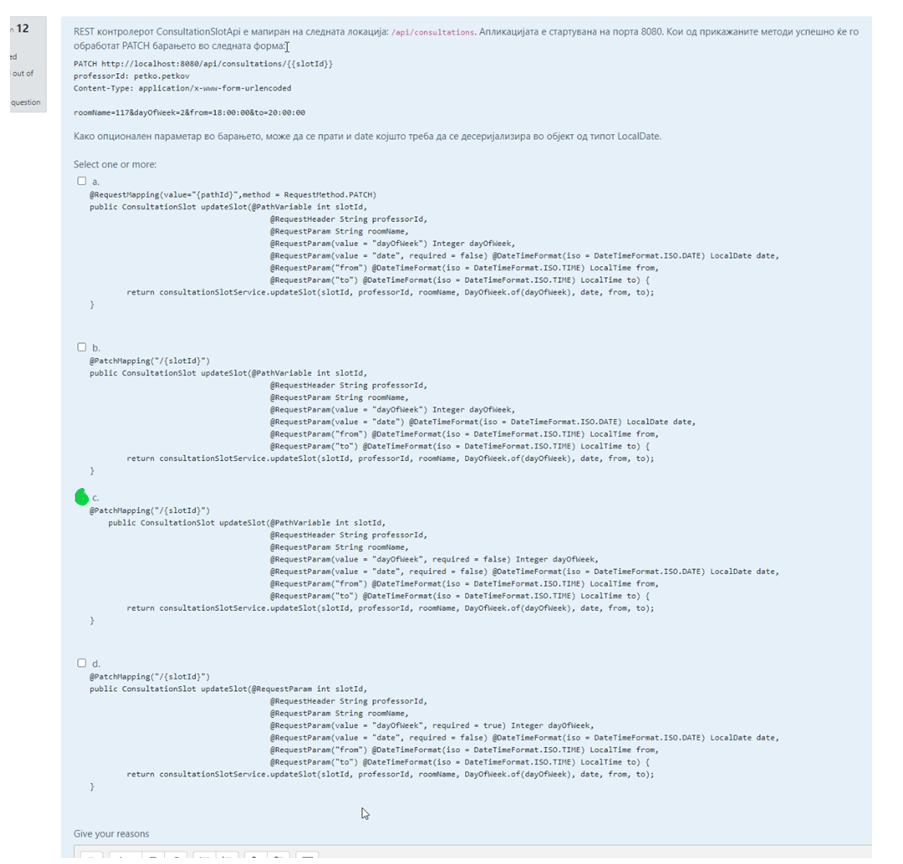 12
REST контролерот ConsultationSlotApi е мапиран на следната локација: /api/consultations. Апликацијата е стартувана на порта 8080. Кои од прикажаните методи успешно ќе го
обработат PATCH барањето во следната форма:
PATCH http://localhost:8080/api/consultations/{{slotId}}
professorId: petko.petkov
Content-Type: application/x-www-form-urlencoded
out of
question
roomName=117&dayOfWeek=2&from=18:00:00&to=20:00:00
Како опционален параметар во барањето, може да се прати и date којшто треба да се десеријализира во објект од типот LocalDate.
Select one or more:
a.
@RequestMapping(value="{pathId}",method = RequestMethod.PATCH)
public ConsultationSlot updateSlot(@PathVariable int slotId,
@RequestHeader String professorId,
@RequestParam String roomName,
@RequestParam(value = "dayOfWeek") Integer dayOfWeek,
@RequestParam(value = "date", required = false) @DateTimeFormat(iso = DateTimeFormat.ISO.DATE) LocalDate date,
@RequestParam("from") @DateTimeFormat(iso = DateTimeFormat.ISO.TIME) LocalTime from,
@RequestParam("to") @DateTimeFormat(iso = DateTimeFormat.ISO.TIME) LocalTime to) {
return consultationSlotService.updateSlot(slotId, professorId, roomName, DayOfWeek.of(dayOfWeek), date, from, to);
}
b.
@PatchMapping("/{slotId}")
public ConsultationSlot updateSlot(@PathVariable int slotId,
@RequestHeader String professorId,
@RequestParam String roomName,
@RequestParam(value = "dayOfWeek") Integer dayOfWeek,
@RequestParam(value = "date") @DateTimeFormat(iso = DateTimeFormat.ISO.DATE) LocalDate date,
@RequestParam("from") @DateTimeFormat(iso = DateTimeFormat.ISO.TIME) LocalTime from,
@RequestParam("to") @DateTimeFormat(iso = DateTimeFormat.ISO.TIME) LocalTime to) {
return consultationSlotService.updateSlot(slotId, professorId, roomName, DayOfWeek.of(dayOfWeek), date, from, to);
}
c.
@PatchMapping("/{slotId}")
public ConsultationSlot updateSlot(@PathVariable int slotId,
@RequestHeader String professorId,
@RequestParam String roomName,
@RequestParam(value = "dayOfWeek", required = false) Integer dayOfWeek,
@RequestParam(value = "date", required = false) @DateTimeFormat(iso = DateTimeFormat.ISO.DATE) LocalDate date,
@RequestParam("from") @DateTimeFormat(iso = DateTimeFormat.ISO.TIME) LocalTime from,
@RequestParam("to") @DateTimeFormat(iso = DateTimeFormat.ISO.TIME) LocalTime to) {
return consultationSlotService.updateSlot(slotId, professorId, roomName, DayOfWeek.of(dayOfWeek), date, from, to);
}
d.
@PatchMapping("/{slotId}")
public ConsultationSlot updateSlot(@RequestParam int slotId,
@RequestHeader String professorId,
@RequestParam String roomName,
@RequestParam(value = "dayOfWeek", required = true) Integer dayOfWeek,
@RequestParam(value = "date", required = false) @DateTimeFormat(iso = DateTimeFormat.ISO.DATE) LocalDate date,
@RequestParam("from") @DateTimeFormat(iso = DateTimeFormat.ISO.TIME) LocalTime from,
@RequestParam("to") @DateTimeFormat(iso = DateTimeFormat.ISO.TIME) LocalTime to) {
return consultationSlotService.updateSlot(slotId, professorId, roomName, DayOfWeek.of(dayOfWeek), date, from, to);
}
Give your reasons